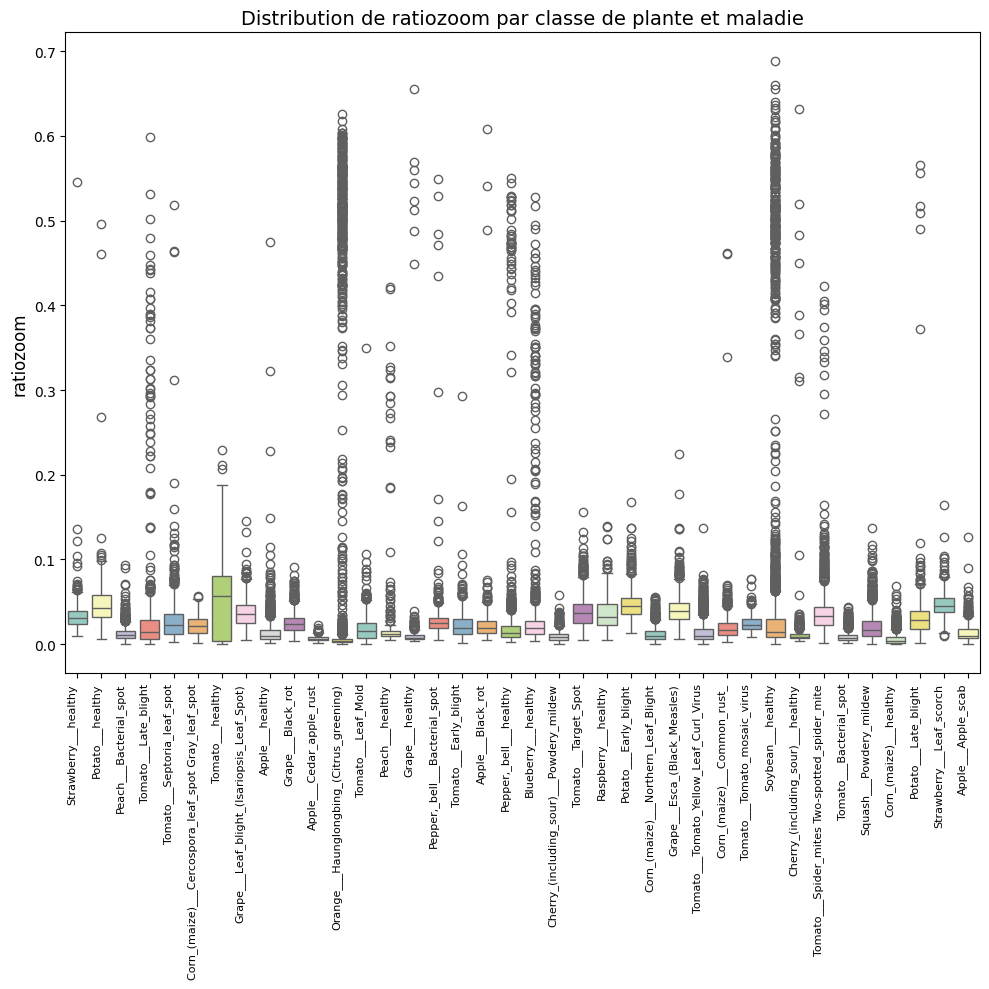 Distribution de ratiozoom par classe de plante et maladie
ratiozoom
0.7
0.6
0.5
0.4
0.3
0.2
0.1
0.0
Strawberry___healthy
Potato___healthy
Peach___Bacterial_spot
Tomato___Late_blight
Tomato___Septoria_leaf_spot
Corn_(maize)___Cercospora_leaf_spot Gray_leaf_spot
Tomato___healthy
Grape___Leaf_blight_(Isariopsis_Leaf_Spot)
Apple___healthy
Grape___Black_rot
Apple___Cedar_apple_rust
Orange___Haunglongbing_(Citrus_greening)
Tomato___Leaf_Mold
Peach___healthy
Grape___healthy
Pepper,_bell___Bacterial_spot
Tomato___Early_blight
Apple___Black_rot
Pepper,_bell___healthy
Blueberry___healthy
Cherry_(including_sour)___Powdery_mildew
Tomato___Target_Spot
Raspberry___healthy
Potato___Early_blight
Corn_(maize)___Northern_Leaf_Blight
Grape___Esca_(Black_Measles)
Tomato___Tomato_Yellow_Leaf_Curl_Virus
Corn_(maize)___Common_rust_
Tomato___Tomato_mosaic_virus
Soybean___healthy
Cherry_(including_sour)___healthy
Tomato___Spider_mites Two-spotted_spider_mite
Tomato___Bacterial_spot
Squash___Powdery_mildew
Corn_(maize)___healthy
Potato___Late_blight
Strawberry___Leaf_scorch
Apple___Apple_scab